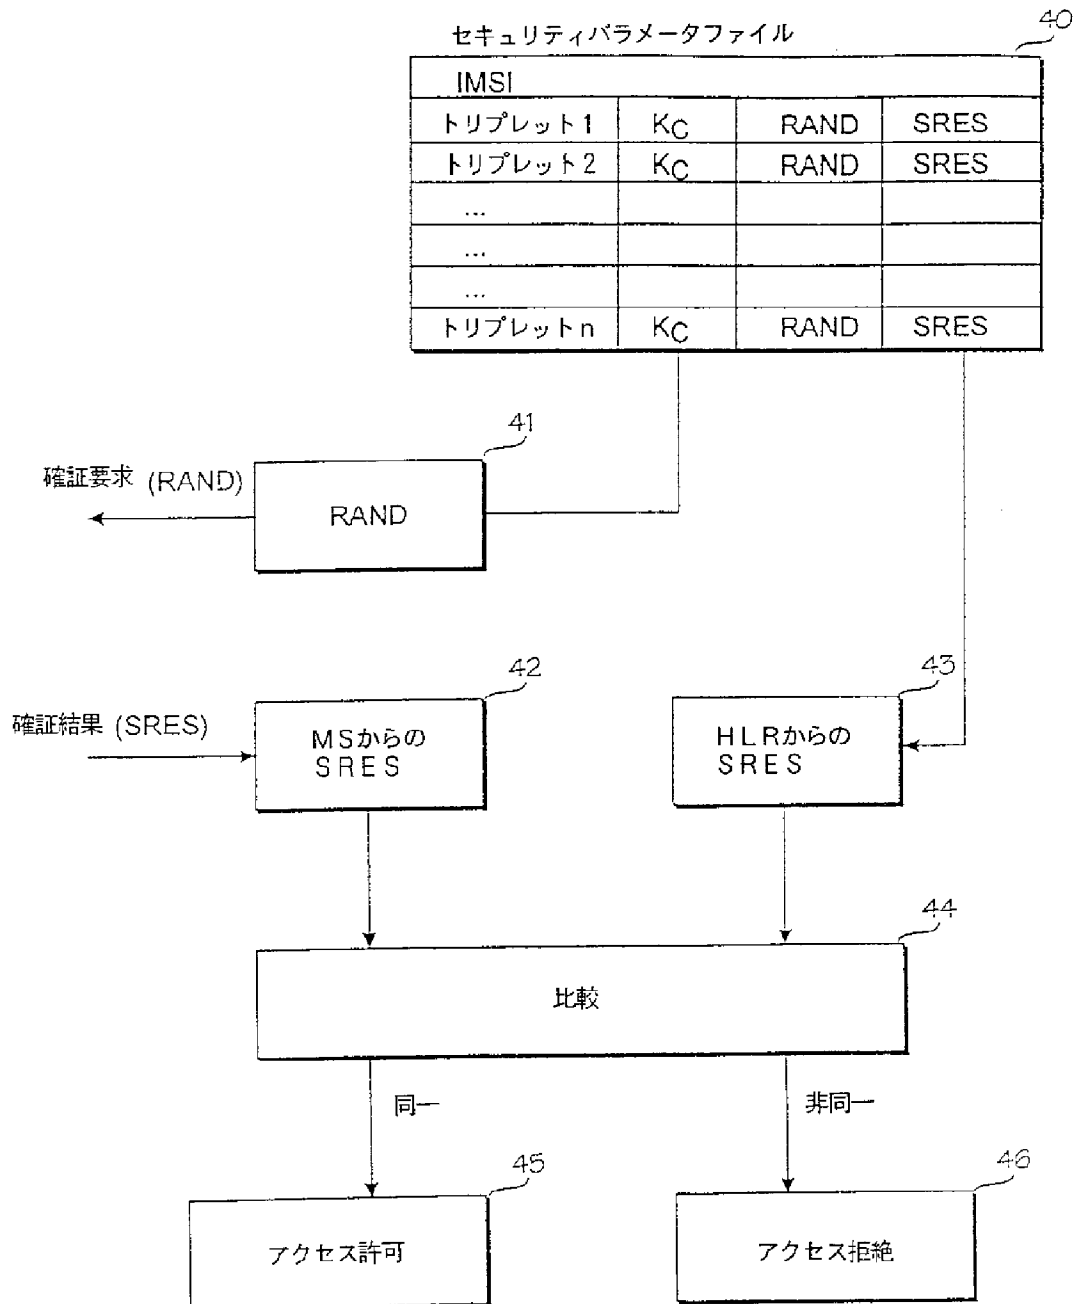 40
セキュリティパラメータファイル
IMSI
トリプレット1 KC RAND SRES
トリプレット2 KC RAND SRES
...
...
...
トリプレットn KC RAND SRES
41
確証要求 (RAND)
RAND
42
43
確証結果 (SRES)
MSからの
SRES
HLRからの
SRES
44
比較
同一
非同一
45
46
アクセス許可
アクセス拒絶